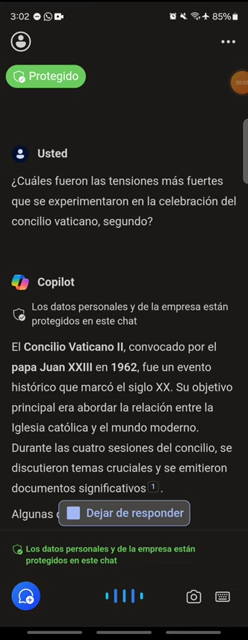 3:02
85%
Protegido
Usted
¿Cuáles fueron las tensiones más fuertes
que se experimentaron en la celebración del
concilio vaticano, segundo?
Copilot
Los datos personales y de la empresa están
protegidos en este chat
El Concilio Vaticano II, convocado por el
papa Juan XXIII en 1962, fue un evento
histórico que marcó el siglo XX. Su objetivo
principal era abordar la relación entre la
Iglesia católica y el mundo moderno.
Durante las cuatro sesiones del concilio, se
discutieron temas cruciales y se emitieron
documentos significativos 1 .
Algunas
Dejar de responder
Los datos personales y de la empresa están
protegidos en este chat